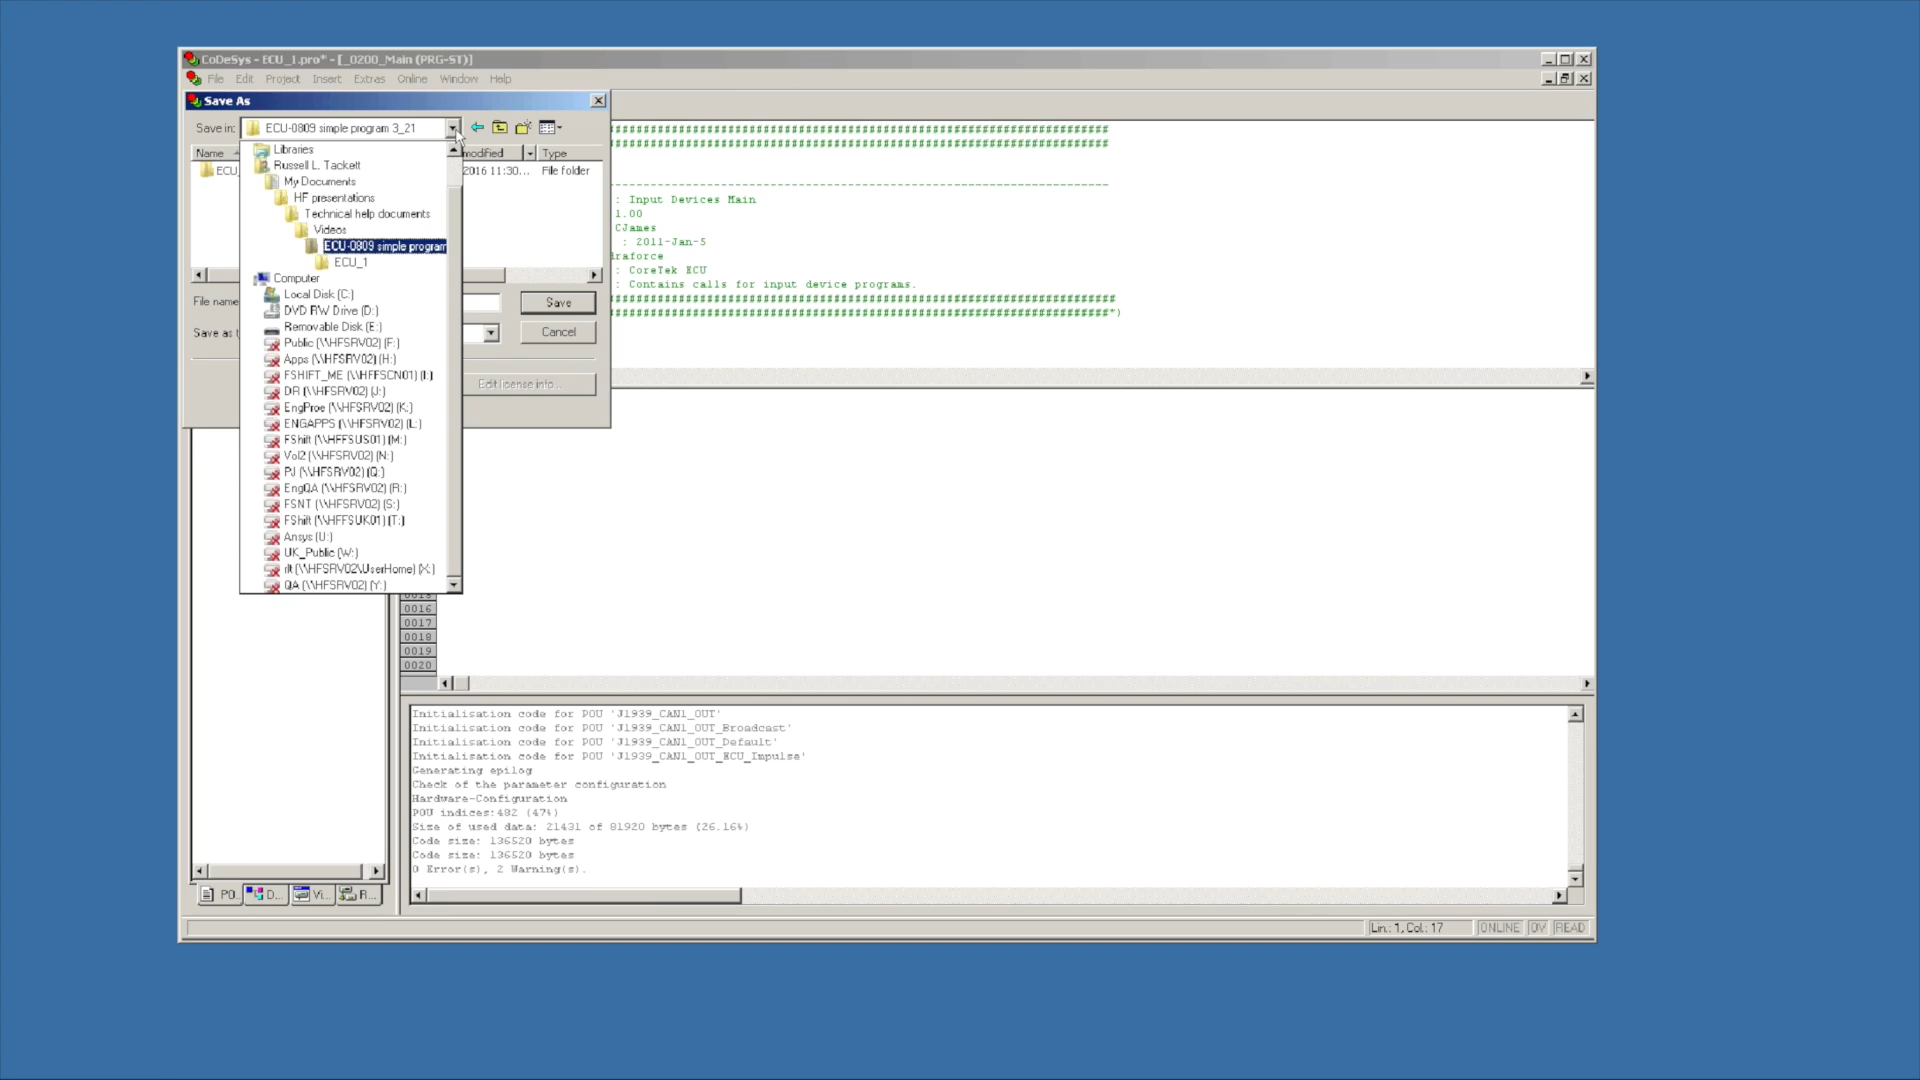 CoDeSys - ECU_1.pro* - [_0200_Main (PRG-ST)]
File Edit Project Insert Extras Online Window Help
Save As
Save in: ECU-0809 simple program 3_21
Name modified Type
ECU_ 2016 11:30... File folder
Libraries
Russell L. Tackett
My Documents
HF presentations
Technical help documents
Videos
ECU-0809 simple program
ECU_1
Computer
Local Disk (C:)
DVD RW Drive (D:)
Removable Disk (E:)
Public (\\HFSRV02) (F:)
Apps (\\HFSRV02) (H:)
FSHIFT_ME (\\HFFSCN01) (I:)
DR (\\HFSRV02) (J:)
EngProe (\\HFSRV02) (K:)
ENGAPPS (\\HFSRV02) (L:)
FShift (\\HFFSUS01) (M:)
Vol2 (\\HFSRV02) (N:)
PJ (\\HFSRV02) (Q:)
EngQA (\\HFSRV02) (R:)
FSNT (\\HFSRV02) (S:)
FShift (\\HFFSUK01) (T:)
Ansys (U:)
UK_Public (W:)
rlt (\\HFSRV02\UserHome) (X:)
QA (\\HFSRV02) (Y:)
File name
Save
Save as t
Cancel
Edit license info...
: Input Devices Main
1.00
CJames
: 2011-Jan-5
draforce
: CoreTek ECU
: Contains calls for input device programs.
*)
0015
0016
0017
0018
0019
0020
Initialisation code for POU 'J1939_CAN1_OUT'
Initialisation code for POU 'J1939_CAN1_OUT_Broadcast'
Initialisation code for POU 'J1939_CAN1_OUT_Default'
Initialisation code for POU 'J1939_CAN1_OUT_ECU_Impulse'
Generating epilog
Check of the parameter configuration
Hardware-Configuration
POU indices:482 (47%)
Size of used data: 21431 of 81920 bytes (26.16%)
Code size: 136520 bytes
Code size: 136520 bytes
0 Error(s), 2 Warning(s).
PO... D... Vi... R...
Lin.: 1, Col.: 17 ONLINE OV READ